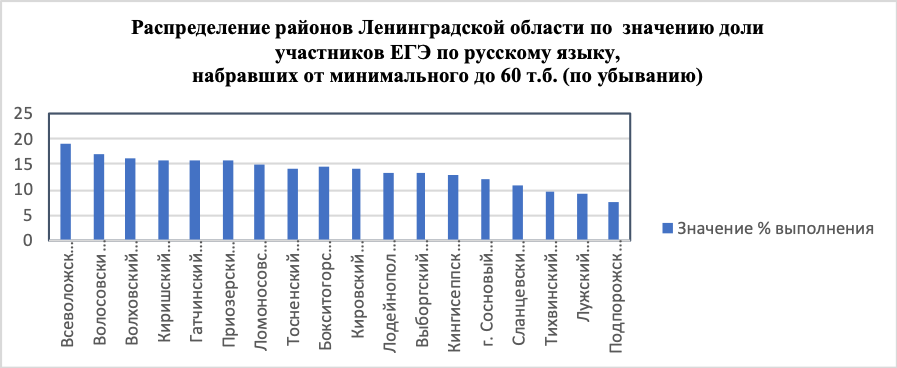 Распределение районов Ленинградской области по  значению доли
участников ЕГЭ по русскому языку,
набравших от минимального до 60 т.б. (по убыванию)
25
20
15
10
5
0
Всеволожск...
Волосовски ...
Волховский...
Киришский...
Гатчинский...
Приозерски...
Ломоносовс...
Тосненский...
Бокситогорс...
Кировский...
Лодейнопол...
Выборгский...
Кингисеппск...
г. Сосновый...
Сланцевски...
Тихвинский...
Лужский...
Подпорожск...
Значение % выполнения